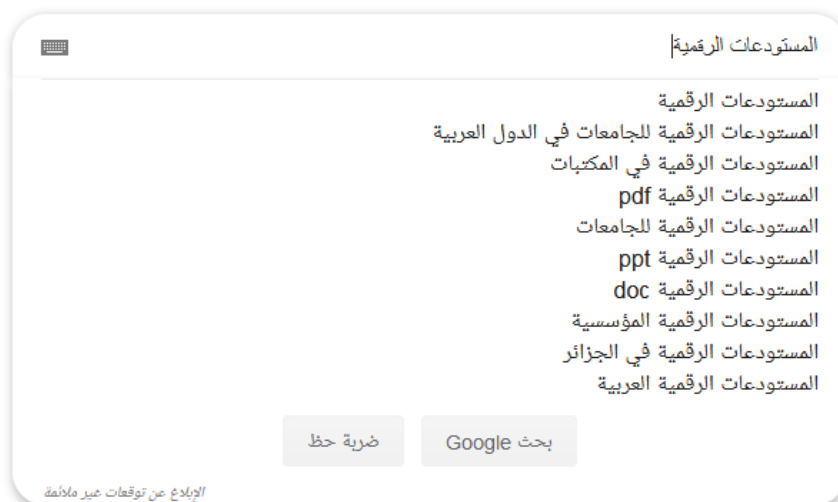 المستودعات الرقمية
المستودعات الرقمية
المستودعات الرقمية للجامعات في الدول العربية
المستودعات الرقمية في المكتبات
المستودعات الرقمية pdf
المستودعات الرقمية للجامعات
المستودعات الرقمية ppt
المستودعات الرقمية doc
المستودعات الرقمية المؤسسية
المستودعات الرقمية في الجزائر
المستودعات الرقمية العربية
بحث Google
ضربة حظ
الإبلاغ عن توقعات غير ملائمة